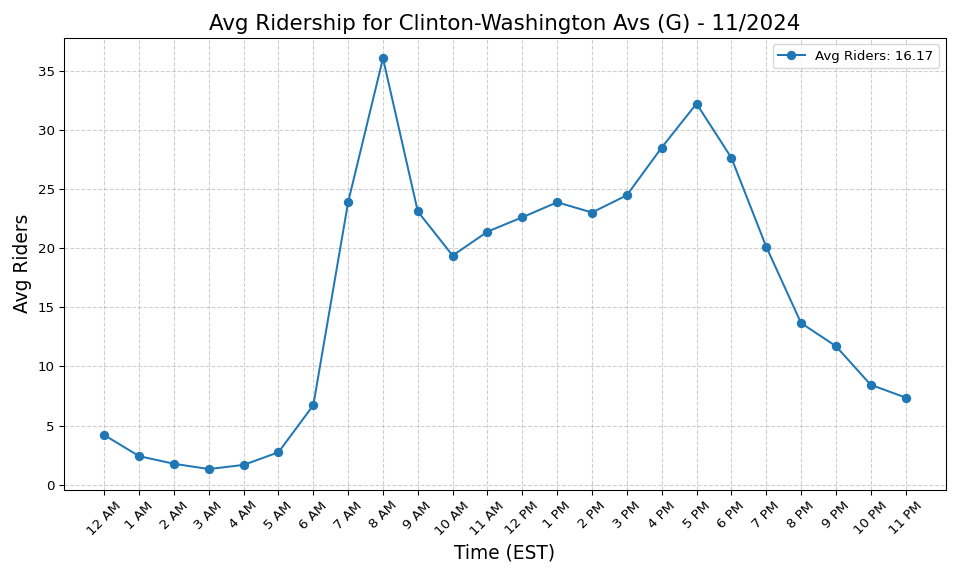 Avg Ridership for Clinton-Washington Avs (G) - 11/2024
Avg Riders: 16.17
Avg Riders
35
30
25
20
15
10
5
0
12 AM
1 AM
2 AM
3 AM
4 AM
5 AM
6 AM
7 AM
8 AM
9 AM
10 AM
11 AM
12 PM
1 PM
2 PM
3 PM
4 PM
5 PM
6 PM
7 PM
8 PM
9 PM
10 PM
11 PM
Time (EST)